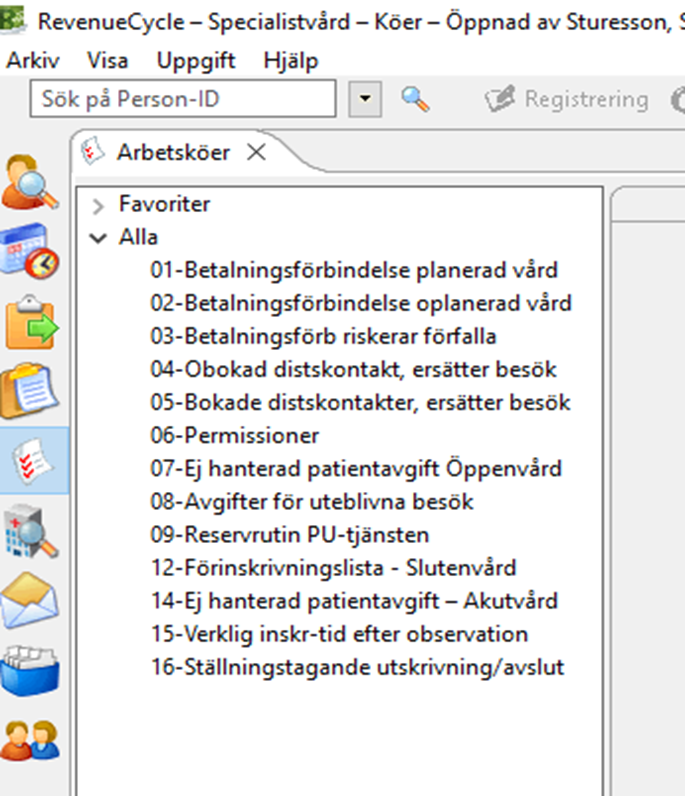 RevenueCycle – Specialistvård – Köer – Öppnad av Sturesson, S
Arkiv Visa Uppgift Hjälp
Sök på Person-ID Registrering
Arbetsköer
Favoriter
Alla
01-Betalningsförbindelse planerad vård
02-Betalningsförbindelse oplanerad vård
03-Betalningsförb riskerar förfalla
04-Obokad distskontakt, ersätter besök
05-Bokade distskontakter, ersätter besök
06-Permissioner
07-Ej hanterad patientavgift Öppenvård
08-Avgifter för uteblivna besök
09-Reservrutin PU-tjänsten
12-Förinskrivningslista - Slutenvård
14-Ej hanterad patientavgift – Akutvård
15-Verklig inskr-tid efter observation
16-Ställningstagande utskrivning/avslut